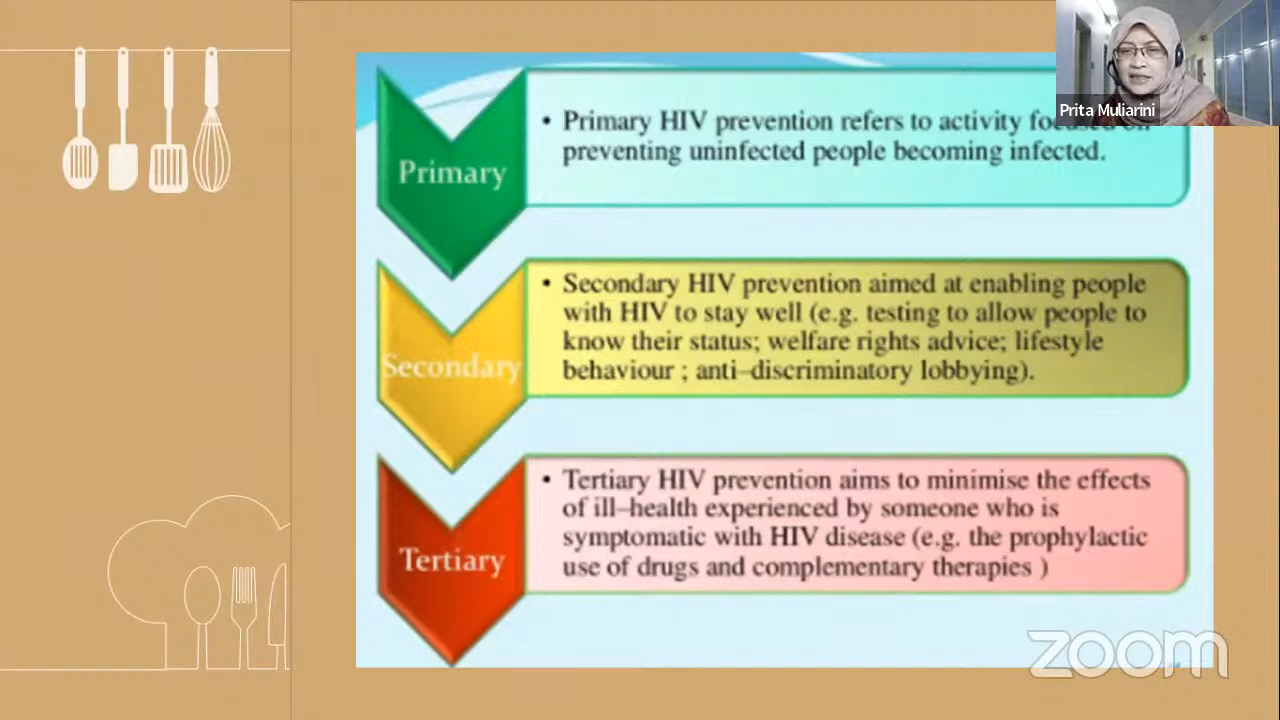 Prita Muliarini
Primary
• Primary HIV prevention refers to activity focused on
preventing uninfected people becoming infected.
Secondary
• Secondary HIV prevention aimed at enabling people
with HIV to stay well (e.g. testing to allow people to
know their status; welfare rights advice; lifestyle
behaviour ; anti–discriminatory lobbying).
Tertiary
• Tertiary HIV prevention aims to minimise the effects
of ill–health experienced by someone who is
symptomatic with HIV disease (e.g. the prophylactic
use of drugs and complementary therapies )
zoom